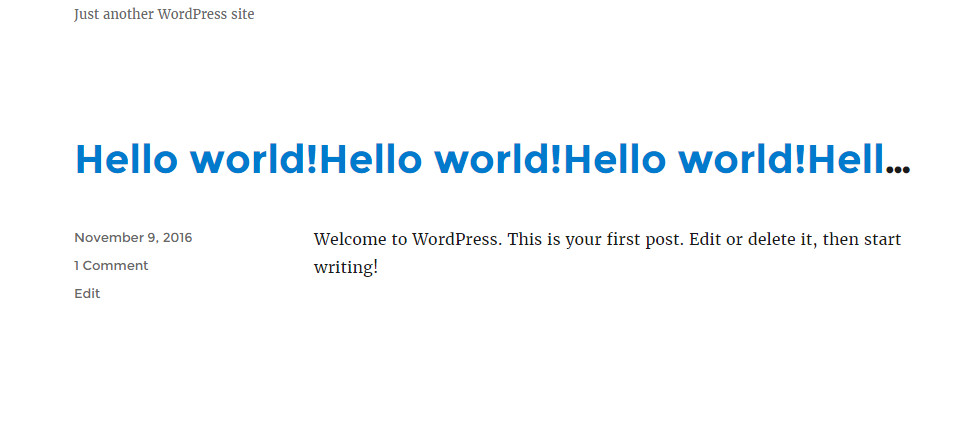 Just another WordPress site
Hello world!Hello world!Hello world!Hell...
November 9, 2016
Welcome to WordPress. This is your first post. Edit or delete it, then start
writing!
1 Comment
Edit